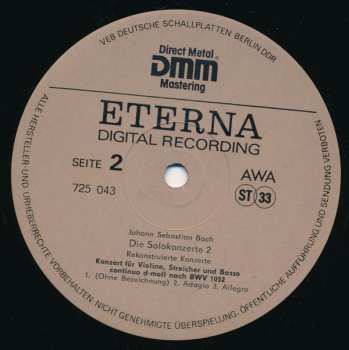 VEB DEUTSCHE SCHALLPLATTEN BERLIN DDR
Direct Metal
DMM
Mastering
ETERNA
DIGITAL RECORDING
SEITE 2
AWA
725 043
ST 33
Johann Sebastian Bach
Die Solokonzerte 2
Rekonstruierte Konzerte
Konzert für Violine, Streicher und Basso
continuo d-moll nach BWV 1052
1. (Ohne Bezeichnung) 2. Adagio 3. Allegro
ALLE HERSTELLER- UND URHEBERRECHTE VORBEHALTEN NICHT GENEHMIGTE ÜBERSPIELUNG, ÖFFENTLICHE AUFFÜHRUNG UND SENDUNG VERBOTEN